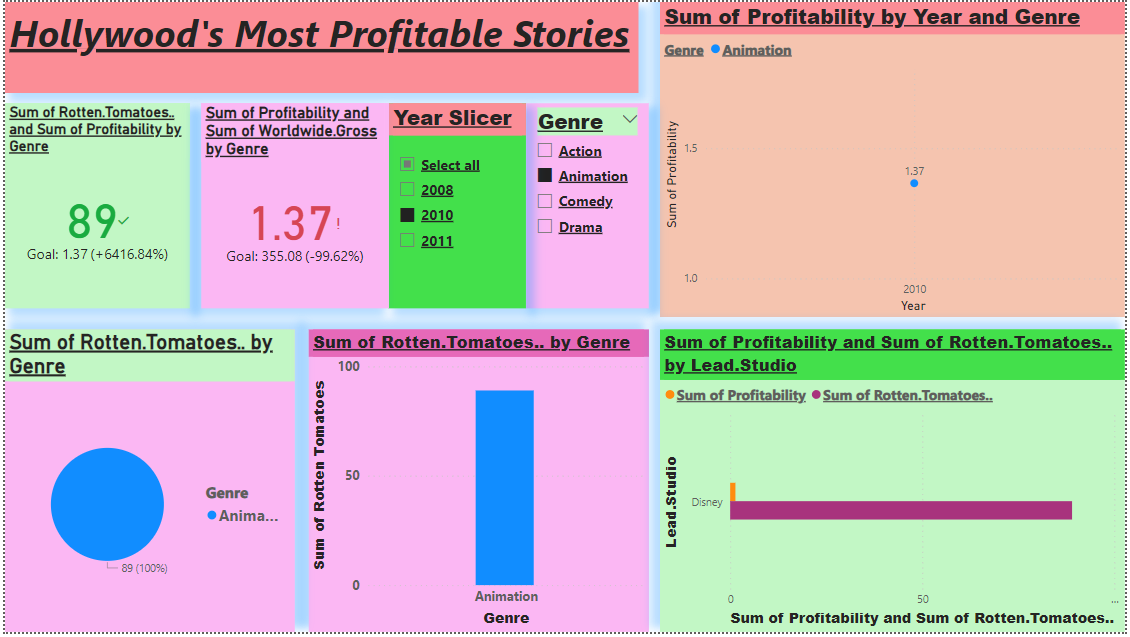 Hollywood's Most Profitable Stories
Sum of Rotten.Tomatoes..
and Sum of Profitability by
Genre
89
Goal: 1.37 (+6416.84%)
Sum of Profitability and
Sum of Worldwide.Gross
by Genre
1.37!
Goal: 355.08 (-99.62%)
Year Slicer
Select all
2008
2010
2011
Genre
Action
Animation
Comedy
Drama
Sum of Profitability by Year and Genre
Genre Animation
Sum of Profitability
1.5
1.0
1.37
2010
Year
Sum of Rotten.Tomatoes.. by
Genre
Genre
Anima...
89 (100%)
Sum of Rotten.Tomatoes.. by Genre
Sum of Rotten Tomatoes
100
50
0
Animation
Genre
Sum of Profitability and Sum of Rotten.Tomatoes..
by Lead.Studio
Sum of Profitability Sum of Rotten.Tomatoes..
Lead.Studio
Disney
0 50 ...
Sum of Profitability and Sum of Rotten.Tomatoes..